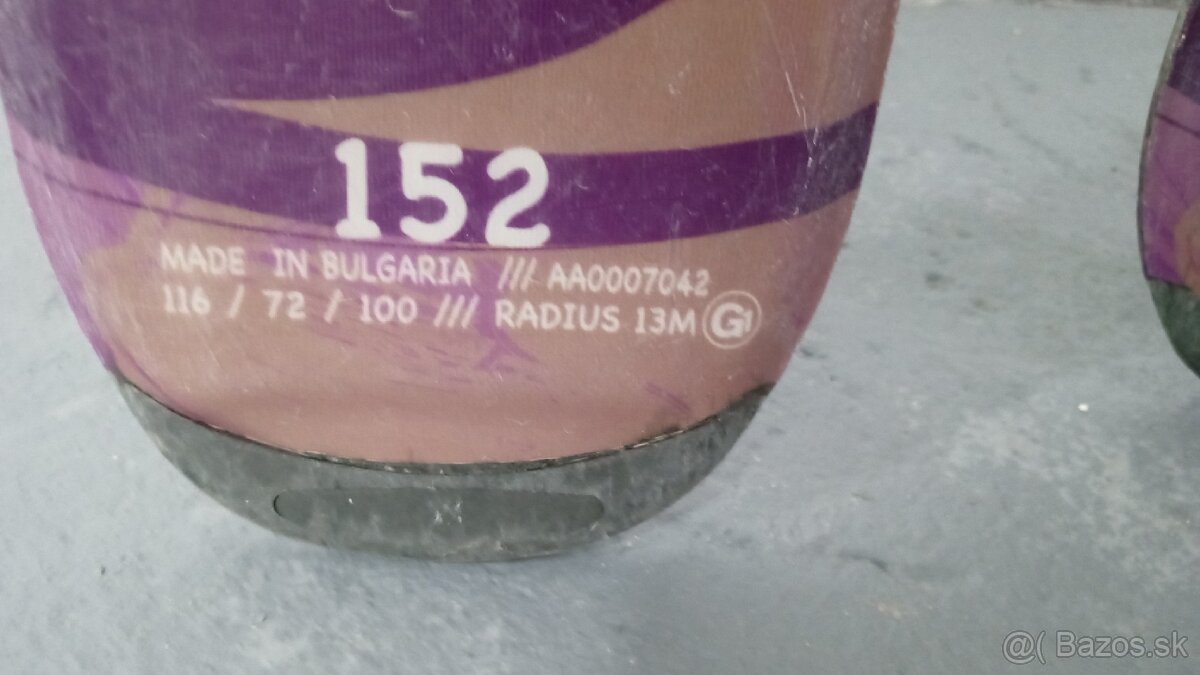 152
MADE IN BULGARIA /// AA0007042
116 / 72 / 100 /// RADIUS 13M G1
@( Bazos.sk